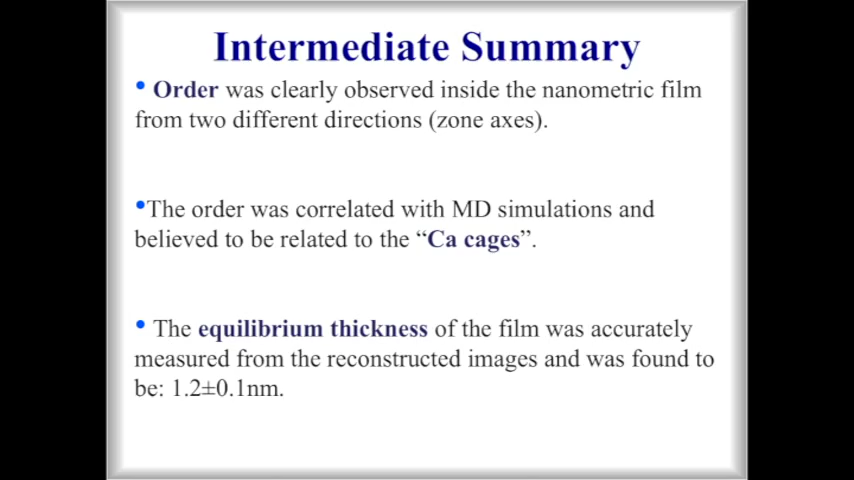 Intermediate Summary
• Order was clearly observed inside the nanometric film
from two different directions (zone axes).
•The order was correlated with MD simulations and
believed to be related to the “Ca cages”.
• The equilibrium thickness of the film was accurately
measured from the reconstructed images and was found to
be: 1.2±0.1nm.